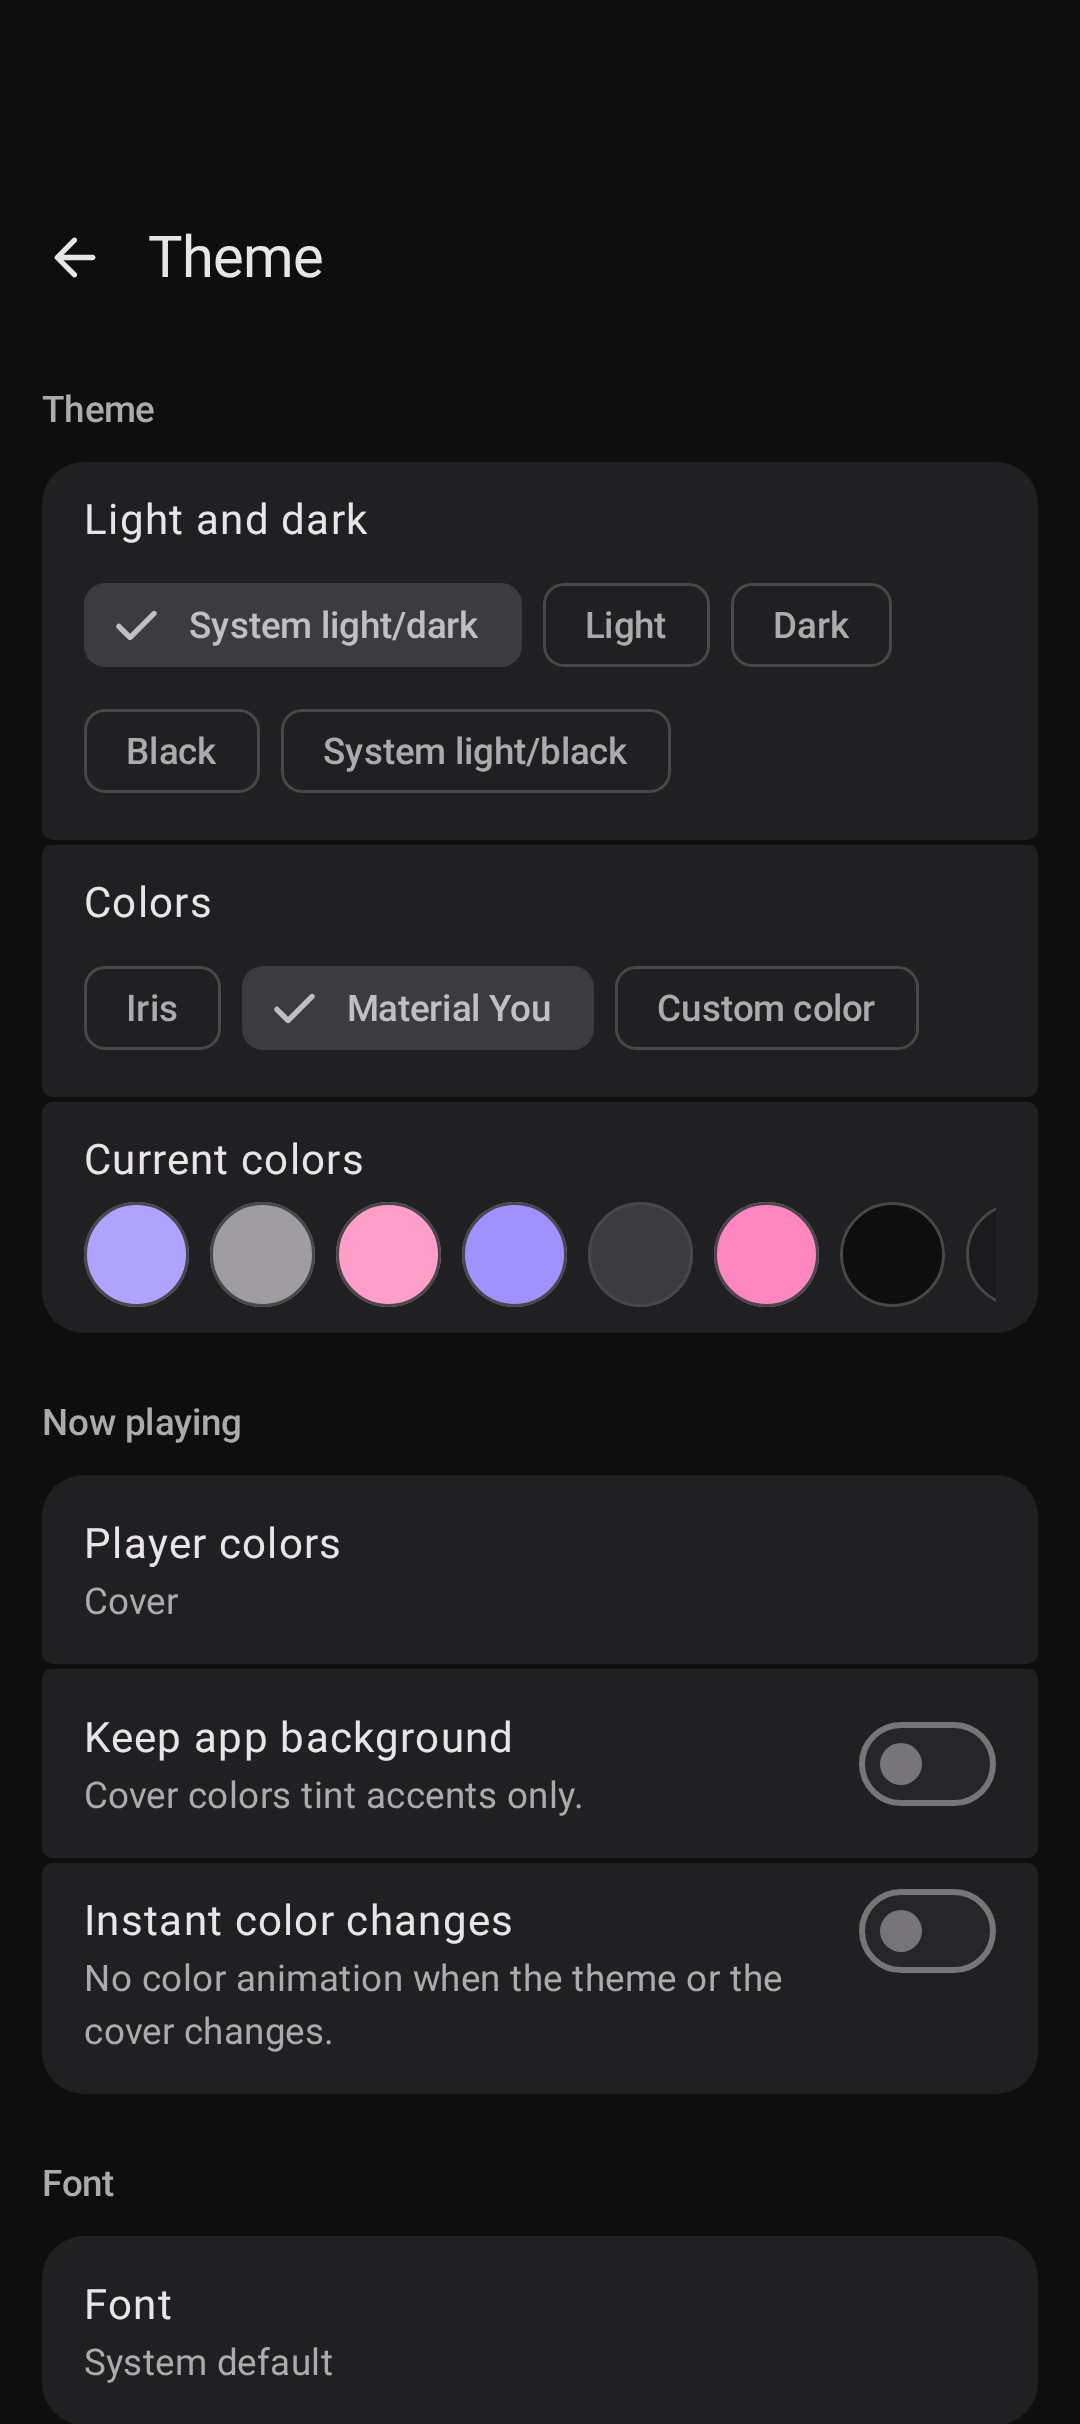 Theme
Theme
Light and dark
System light/dark
Light
Dark
Black
System light/black
Colors
Iris
Material You
Custom color
Current colors
Now playing
Player colors
Cover
Keep app background
Cover colors tint accents only.
Instant color changes
No color animation when the theme or the
cover changes.
Font
Font
System default